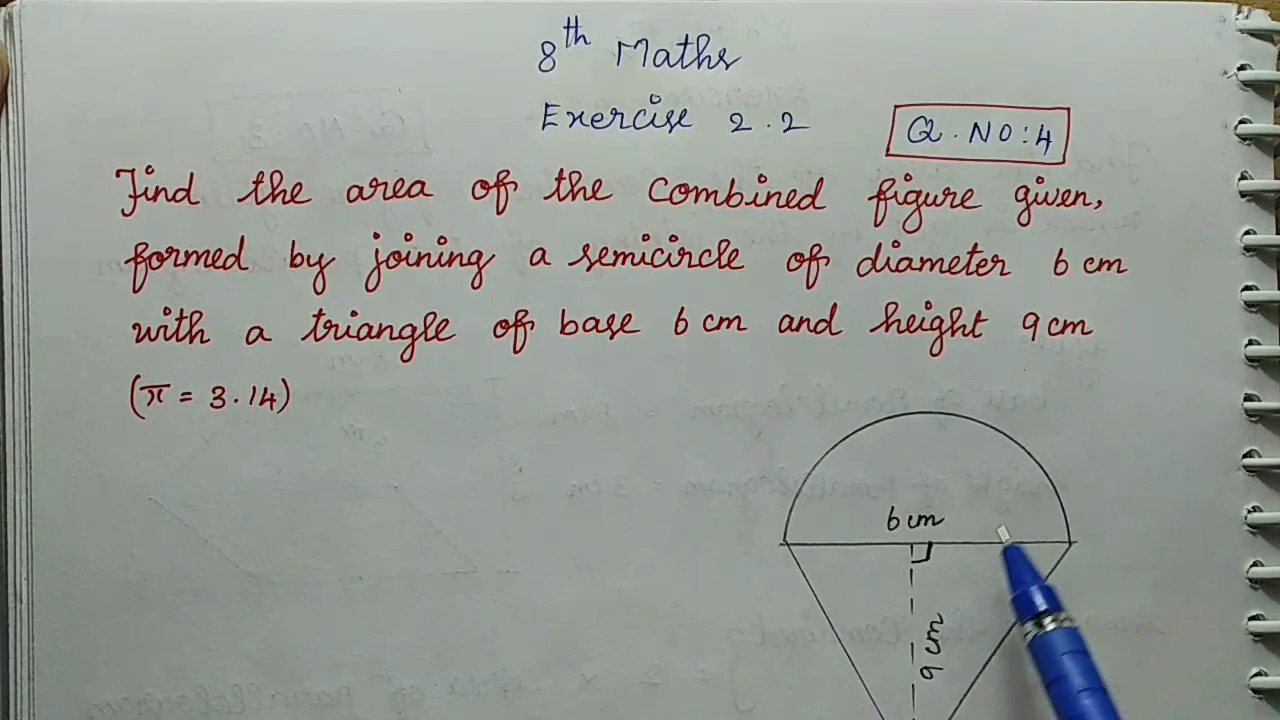 8th Maths
Exercise 2.2
Q.NO:4
Find the area of the combined figure given,
formed by joining a semicircle of diameter 6 cm
with a triangle of base 6 cm and height 9 cm
(π = 3.14)
6 cm
9 cm